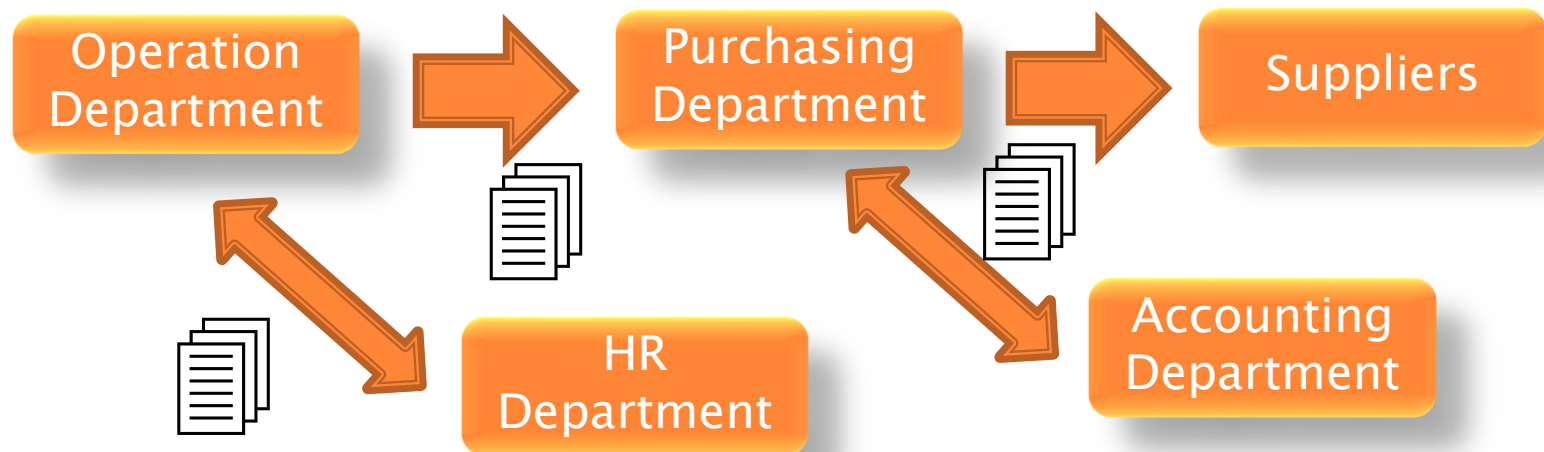 Operation
Department
Purchasing
Department
Suppliers
HR
Department
Accounting
Department